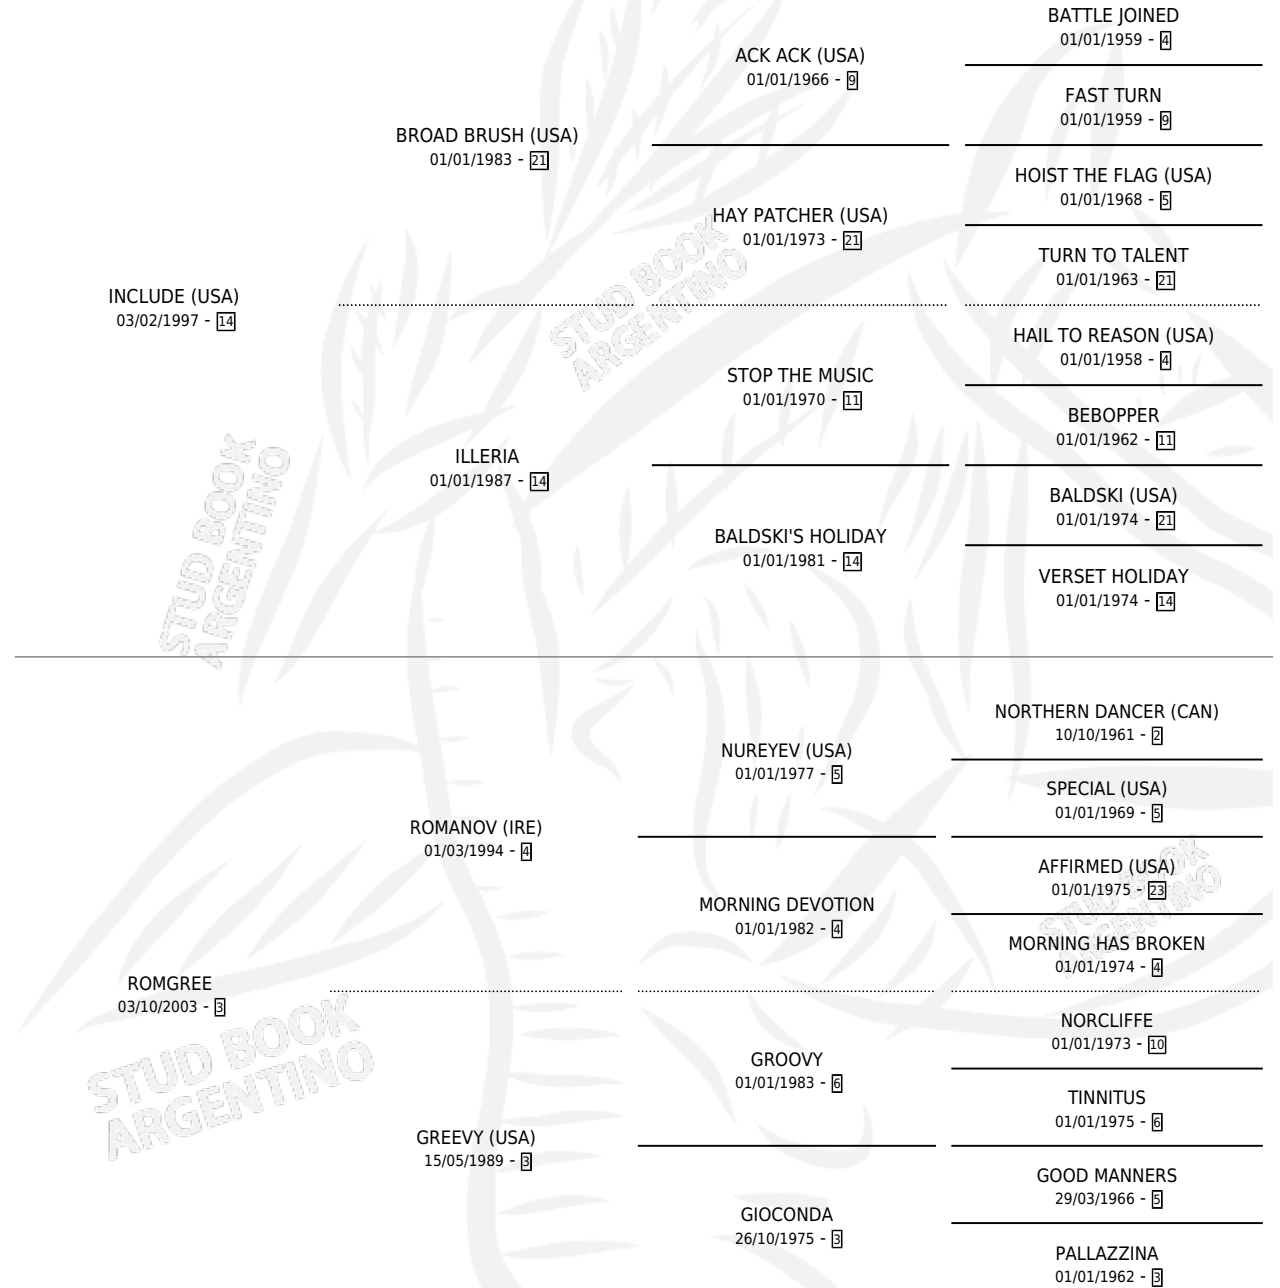 BATTLE JOINED
01/01/1959 - 4
ACK ACK (USA)
01/01/1966 - 9
FAST TURN
01/01/1959 - 9
BROAD BRUSH (USA)
01/01/1983 - 21
HOIST THE FLAG (USA)
01/01/1968 - 5
HAY PATCHER (USA)
01/01/1973 - 21
TURN TO TALENT
01/01/1963 - 21
INCLUDE (USA)
03/02/1997 - 14
HAIL TO REASON (USA)
01/01/1958 - 4
STOP THE MUSIC
01/01/1970 - 11
BEBOPPER
01/01/1962 - 11
ILLERIA
01/01/1987 - 14
BALDSKI (USA)
01/01/1974 - 21
BALDSKI'S HOLIDAY
01/01/1981 - 14
VERSET HOLIDAY
01/01/1974 - 14
NORTHERN DANCER (CAN)
10/10/1961 - 2
NUREYEV (USA)
01/01/1977 - 5
SPECIAL (USA)
01/01/1969 - 5
ROMANOV (IRE)
01/03/1994 - 4
AFFIRMED (USA)
01/01/1975 - 23
MORNING DEVOTION
01/01/1982 - 4
MORNING HAS BROKEN
01/01/1974 - 4
ROMGREE
03/10/2003 - 3
NORCLIFFE
01/01/1973 - 10
GROOVY
01/01/1983 - 6
TINNITUS
01/01/1975 - 6
GREEVY (USA)
15/05/1989 - 3
GOOD MANNERS
29/03/1966 - 5
GIOCONDA
26/10/1975 - 3
PALLAZZINA
01/01/1962 - 3
STUD BOOK
ARGENTINO
STUD BOOK
ARGENTINO
STUD BOOK
ARGENTINO
STUD BOOK
ARGENTINO